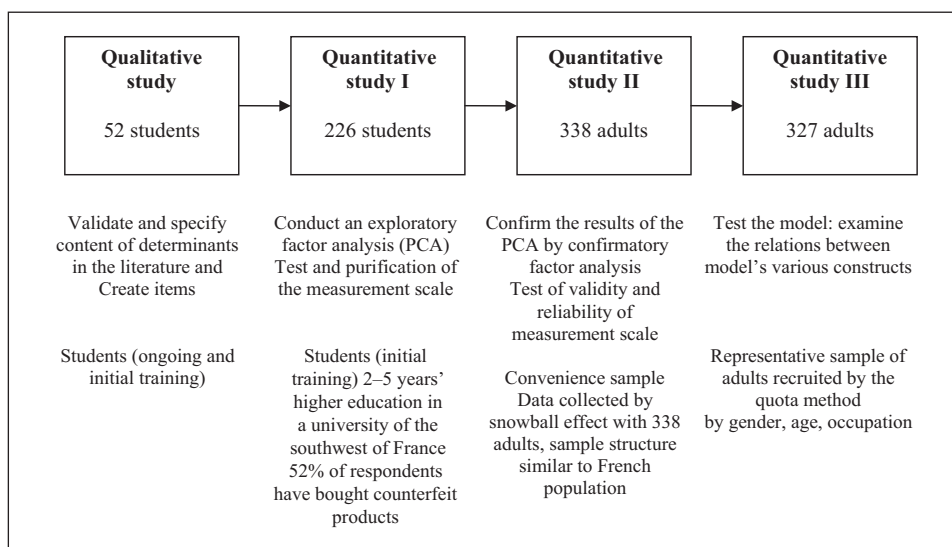 Qualitative
study
52 students
Quantitative
study I
226 students
Quantitative
study II
338 adults
Quantitative
study III
327 adults
Validate and specify
content of determinants
in the literature and
Create items
Conduct an exploratory
factor analysis (PCA)
Test and purification of
the measurement scale
Confirm the results of the
PCA by confirmatory
factor analysis
Test of validity and
reliability of
measurement scale
Test the model: examine
the relations between
model’s various constructs
Students (ongoing and
initial training)
Students (initial
training) 2–5 years’
higher education in
a university of the
southwest of France
52% of respondents
have bought counterfeit
products
Convenience sample
Data collected by
snowball effect with 338
adults, sample structure
similar to French
population
Representative sample of
adults recruited by the
quota method
by gender, age, occupation